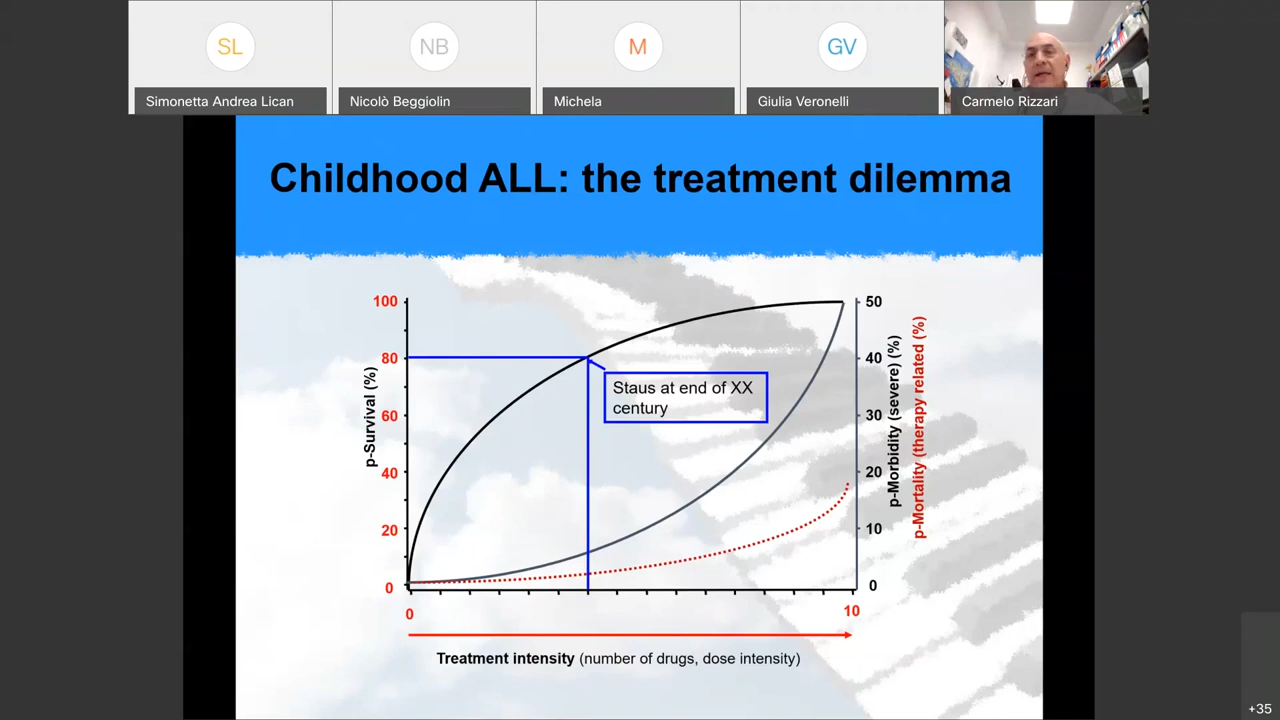 SL
NB
M
GV
Simonetta Andrea Lican
Nicolò Beggiolin
Michela
Giulia Veronelli
Carmelo Rizzari
Childhood ALL: the treatment dilemma
100
80
60
40
20
0
p-Survival (%)
Staus at end of XX
century
50
40
30
20
10
0
p-Morbidity (severe) (%)
p-Mortality (therapy related (%)
0
10
Treatment intensity (number of drugs, dose intensity)
+35